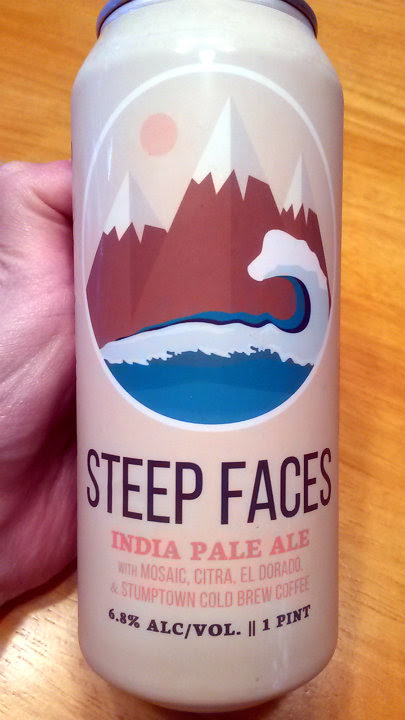 STEEP FACES
INDIA PALE ALE
WITH MOSAIC, CITRA, EL DORADO,
& STUMPTOWN COLD BREW COFFEE
6.8% ALC/VOL. || 1 PINT